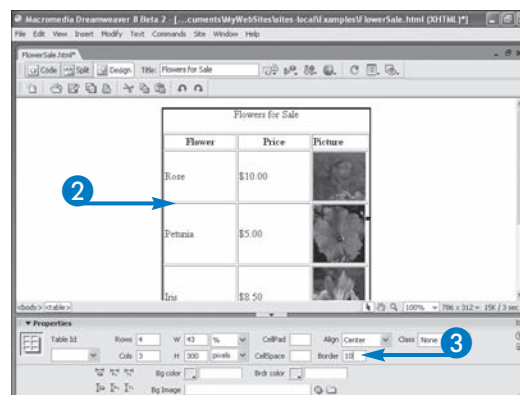 Macromedia Dreamweaver 8 Beta 2 - [...cuments\MyWebSites\sites-local\Examples\FlowerSale.html (XHTML)*]
File Edit View Insert Modify Text Commands Site Window Help
FlowerSale.html*
Code Split Design Title: Flowers for Sale
Flowers for Sale
Flower Price Picture
Rose $10.00
2
Petunia $5.00
Iris $8.50
<body> <table> 100% 786 x 312 15K / 3 sec
Properties
Table Id Rows 4 W 43 % CellPad Align Center Class None
3
Cols 3 H 300 pixels CellSpace Border 10
Bg color Brdr color
Bg Image